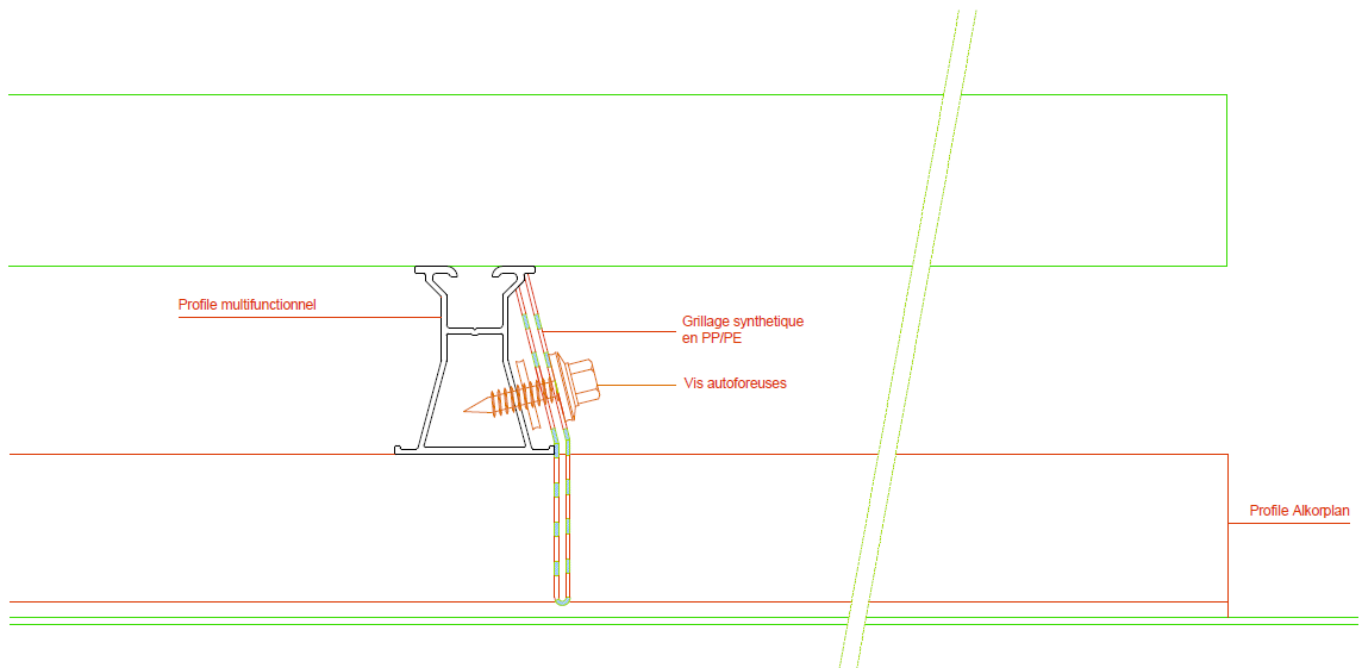 Profile multifunctionnel
Grillage synthetique
en PP/PE
Vis autoforeuses
Profile Alkorplan